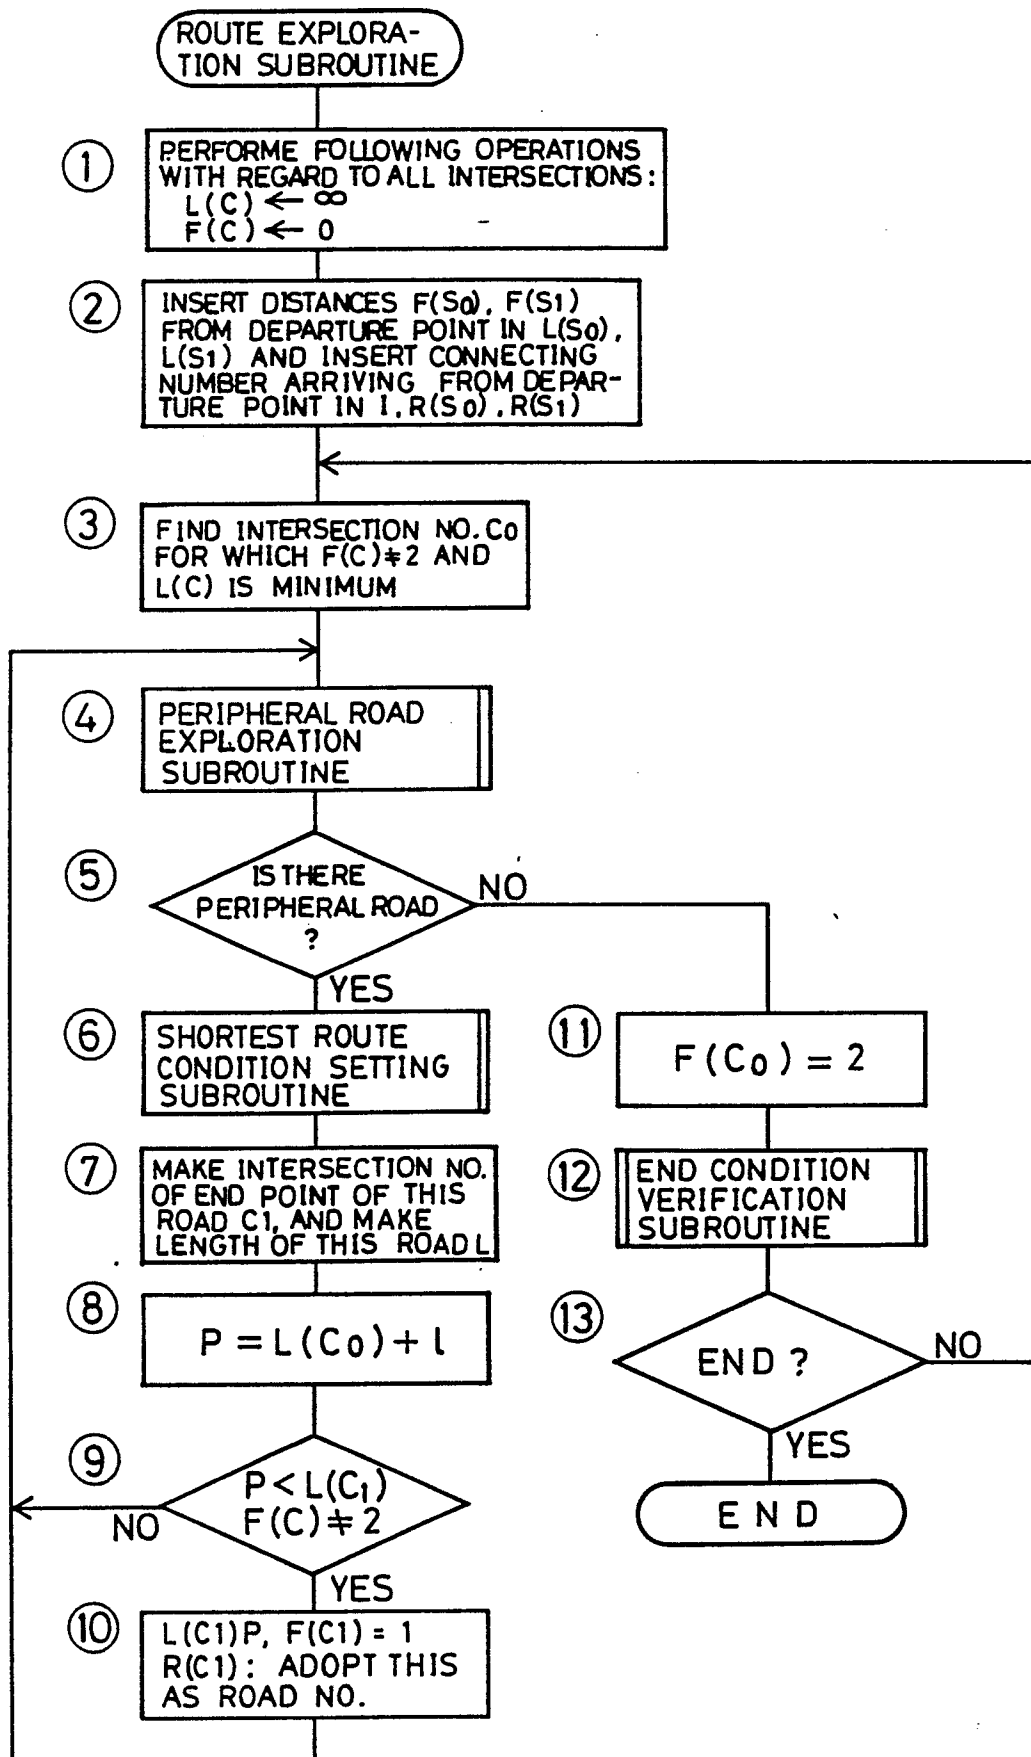 ROUTE EXPLORA-
TION SUBROUTINE
①
PERFORME FOLLOWING OPERATIONS
WITH REGARD TO ALL INTERSECTIONS:
L(C) ← ∞
F(C) ← 0
②
INSERT DISTANCES F(S0), F(S1)
FROM DEPARTURE POINT IN L(S0),
L(S1) AND INSERT CONNECTING
NUMBER ARRIVING FROM DEPAR-
TURE POINT IN I, R(S0), R(S1)
③
FIND INTERSECTION NO. C0
FOR WHICH F(C)≠2 AND
L(C) IS MINIMUM
④
PERIPHERAL ROAD
EXPLORATION
SUBROUTINE
⑤
IS THERE
PERIPHERAL ROAD
?
NO
YES
⑥
SHORTEST ROUTE
CONDITION SETTING
SUBROUTINE
⑦
MAKE INTERSECTION NO.
OF END POINT OF THIS
ROAD C1, AND MAKE
LENGTH OF THIS ROAD L
⑧
P = L(C0) + l
⑨
P < L(C1)
F(C) ≠ 2
NO
YES
⑩
L(C1)P, F(C1) = 1
R(C1): ADOPT THIS
AS ROAD NO.
⑪
F(C0) = 2
⑫
END CONDITION
VERIFICATION
SUBROUTINE
⑬
END ?
NO
YES
END